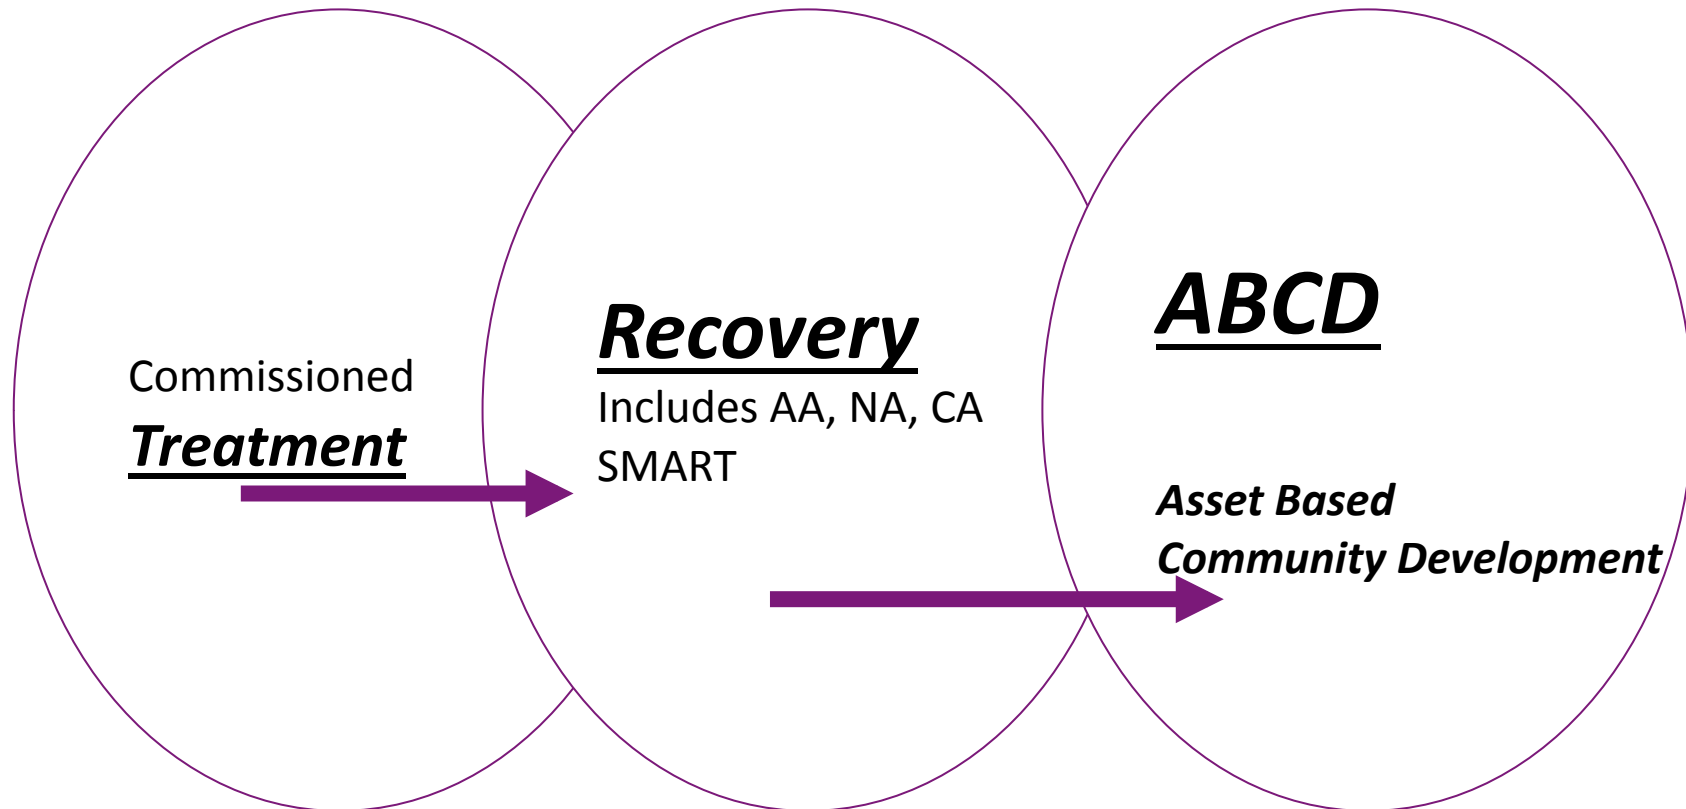 Commissioned
Treatment
Recovery
Includes AA, NA, CA
SMART
ABCD
Asset Based
Community Development